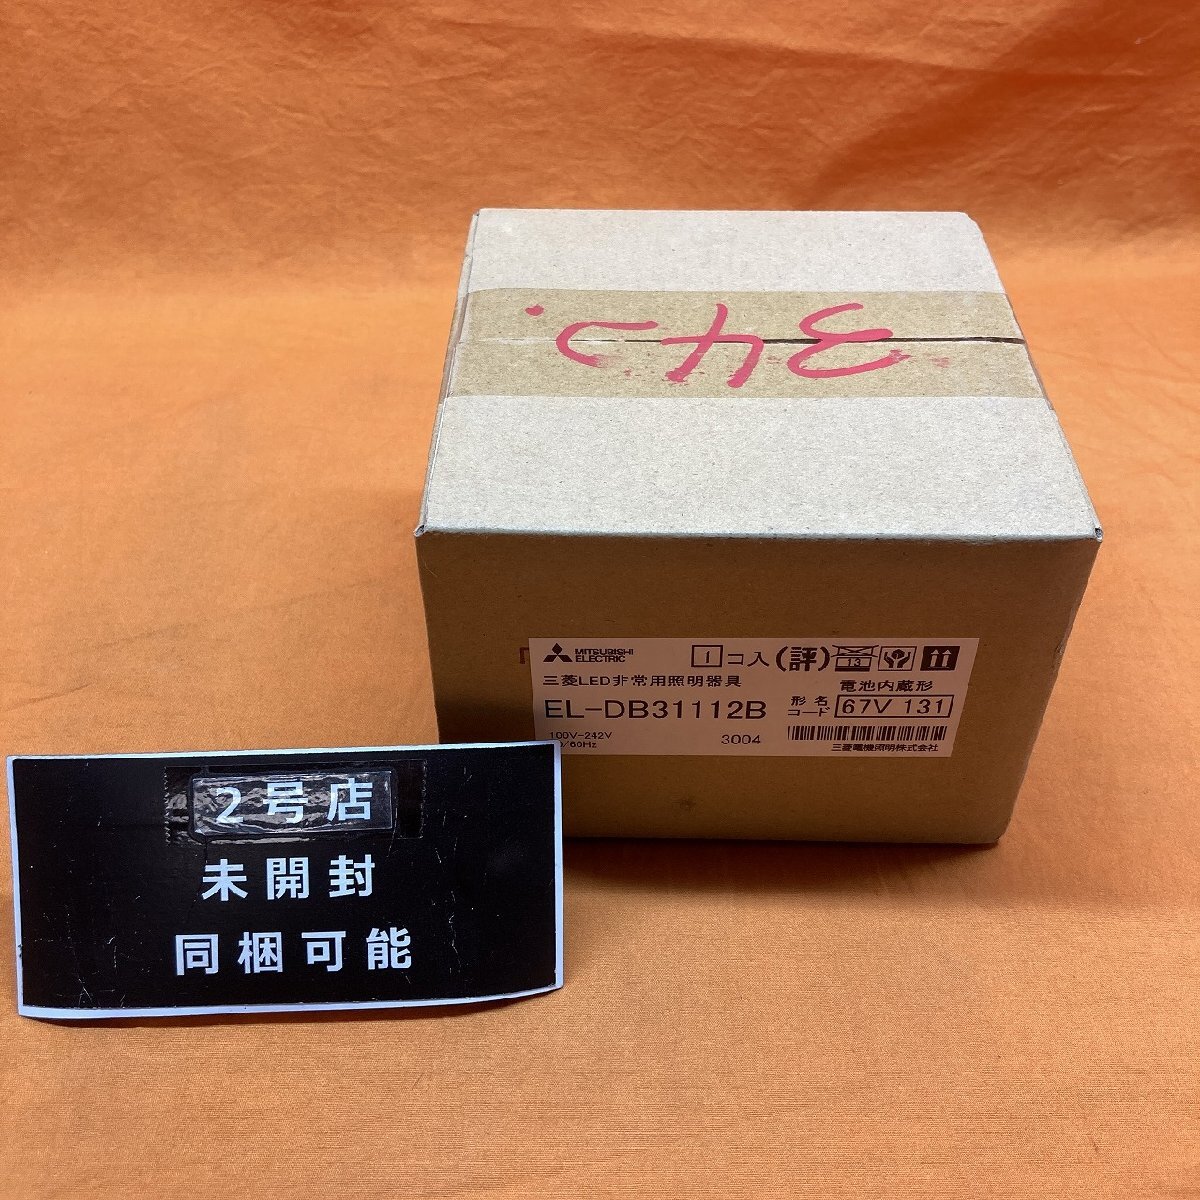 34コ
MITSUBISHI
ELECTRIC
1コ入(評)
13
三菱LED非常用照明器具
電池内蔵形
EL-DB31112B
形名
コード
67V 131
100V-242V
/60Hz
3004
三菱電機照明株式会社
2号店
未開封
同梱可能